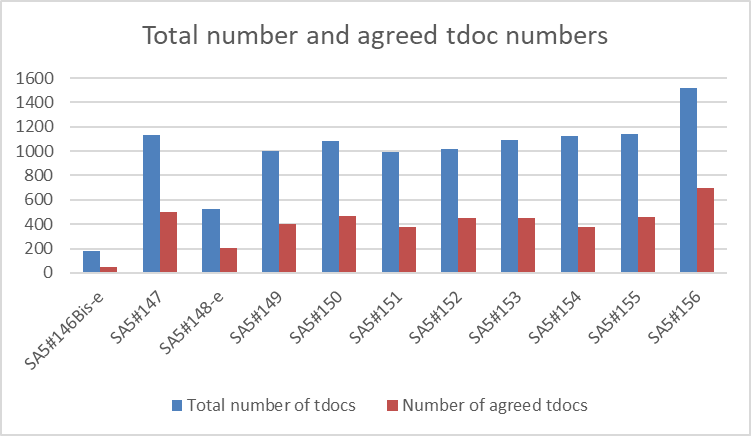 Total number and agreed tdoc numbers
1600
1400
1200
1000
800
600
400
200
0
SA5#146Bis-e
SA5#147
SA5#148-e
SA5#149
SA5#150
SA5#151
SA5#152
SA5#153
SA5#154
SA5#155
SA5#156
Total number of tdocs
Number of agreed tdocs